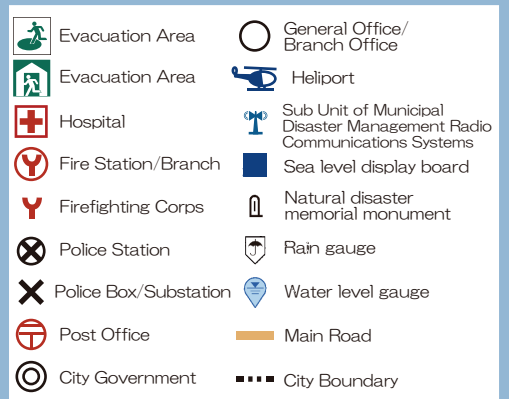 Evacuation Area
Evacuation Area
Hospital
Fire Station/Branch
Firefighting Corps
Police Station
Police Box/Substation
Post Office
City Government
General Office/
Branch Office
Heliport
Sub Unit of Municipal
Disaster Management Radio
Communications Systems
Sea level display board
Natural disaster
memorial monument
Rain gauge
Water level gauge
Main Road
City Boundary